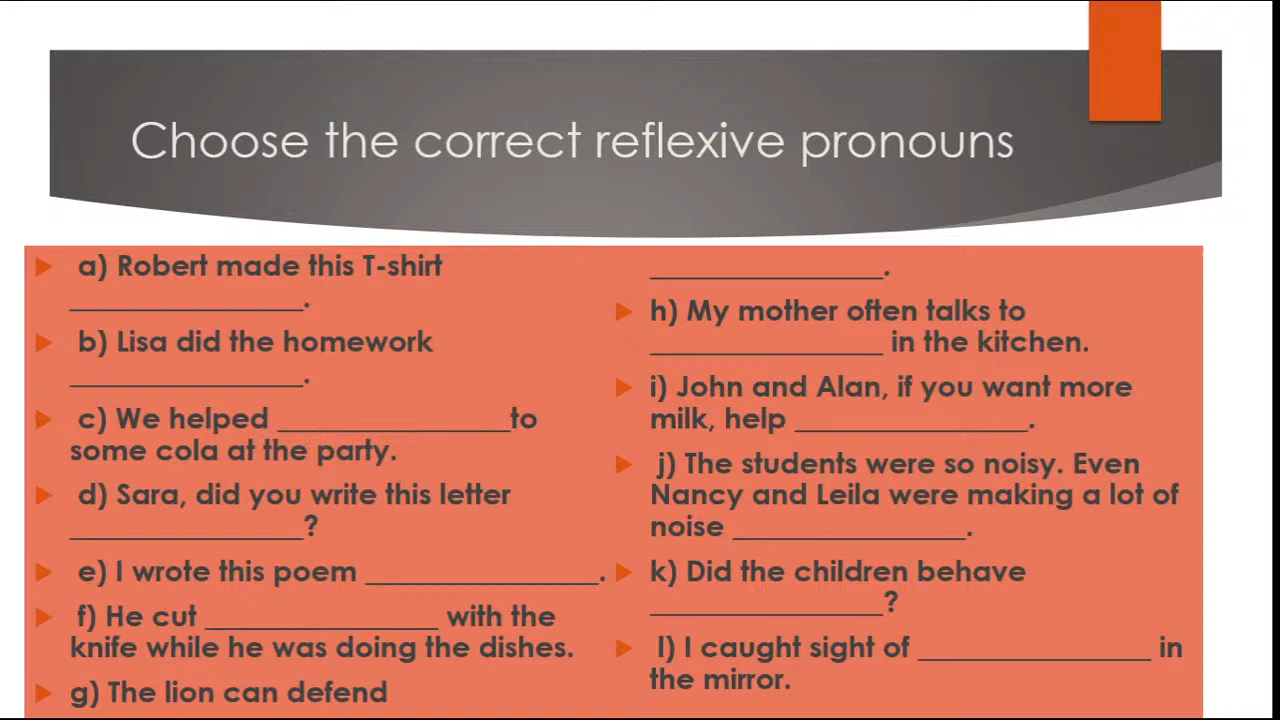 Choose the correct reflexive pronouns
a) Robert made this T-shirt
________________.
b) Lisa did the homework
________________.
c) We helped ________________to
some cola at the party.
d) Sara, did you write this letter
________________?
e) I wrote this poem ________________.
f) He cut ________________ with the
knife while he was doing the dishes.
g) The lion can defend
________________.
h) My mother often talks to
________________ in the kitchen.
i) John and Alan, if you want more
milk, help ________________.
j) The students were so noisy. Even
Nancy and Leila were making a lot of
noise ________________.
k) Did the children behave
________________?
l) I caught sight of ________________ in
the mirror.